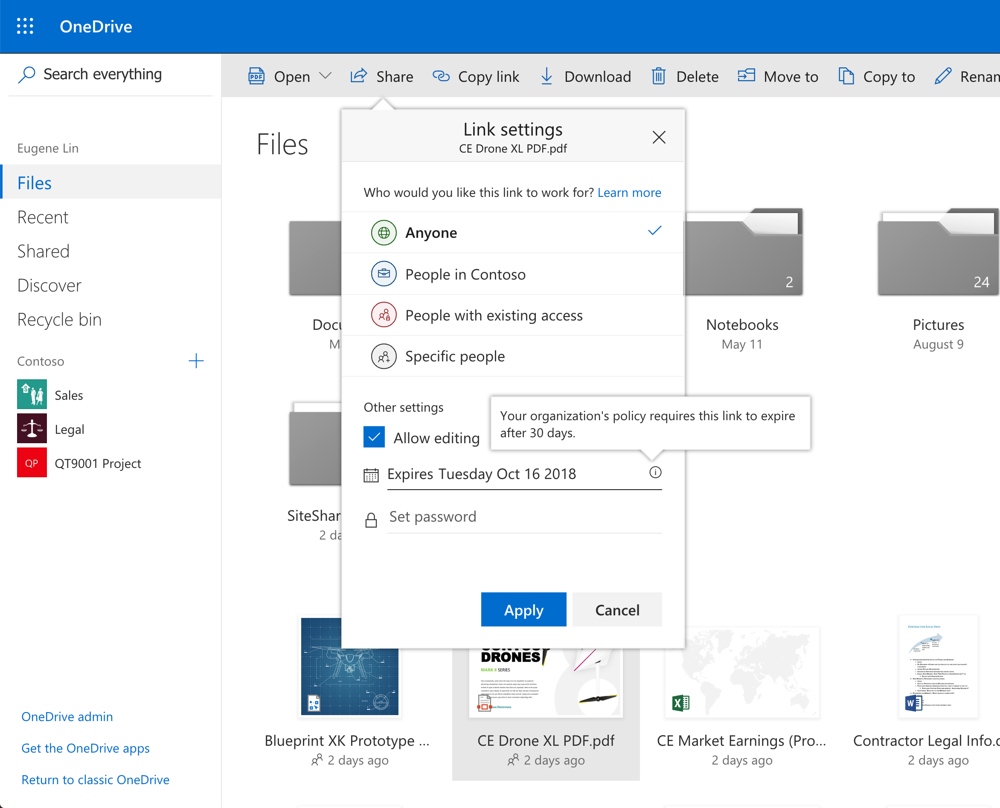 OneDrive
Search everything
Open
Share
Copy link
Download
Delete
Move to
Copy to
Renam
Eugene Lin
Files
Recent
Shared
Discover
Recycle bin
Contoso
Sales
Legal
QP
QT9001 Project
OneDrive admin
Get the OneDrive apps
Return to classic OneDrive
Files
Link settings
CE Drone XL PDF.pdf
Who would you like this link to work for? Learn more
Anyone
People in Contoso
People with existing access
Specific people
Other settings
Allow editing
Your organization's policy requires this link to expire
after 30 days.
Expires Tuesday Oct 16 2018
Set password
Apply
Cancel
Docu
2
Notebooks
May 11
24
Pictures
August 9
SiteShar
2 da
DRONES
MARK 8 SERIES
CONTRACTOR LEGAL INFO
Blueprint XK Prototype ...
2 days ago
CE Drone XL PDF.pdf
2 days ago
CE Market Earnings (Pro...
2 days ago
Contractor Legal Info.
2 days ago